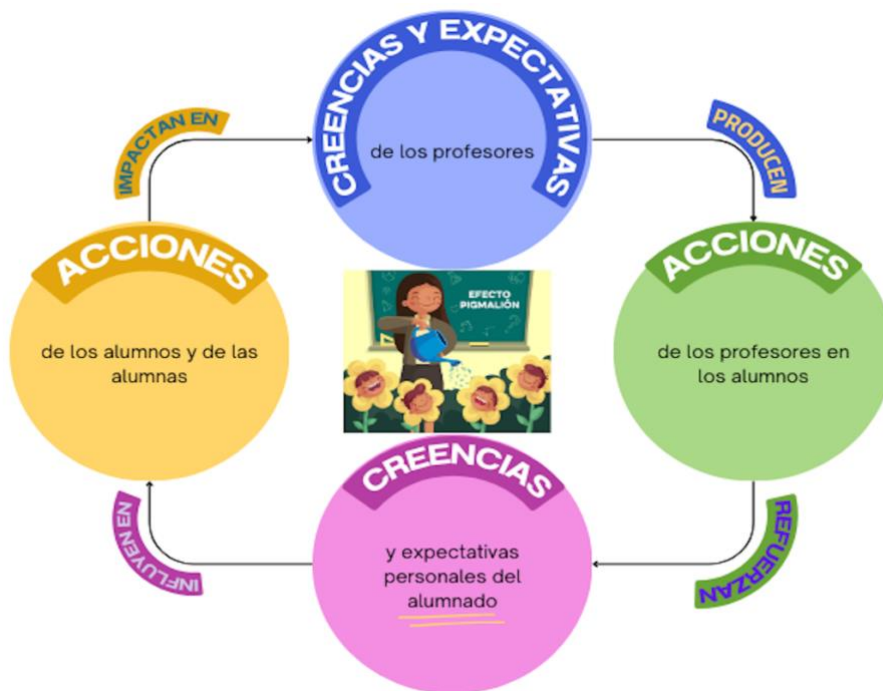 CREENCIAS Y EXPECTATIVAS
de los profesores
PRODUCEN
ACCIONES
de los profesores en
los alumnos
REFUERZAN
CREENCIAS
y expectativas
personales del
alumnado
INFLUYEN EN
ACCIONES
de los alumnos y de las
alumnas
IMPACTAN EN
EFECTO
PIGMALIÓN